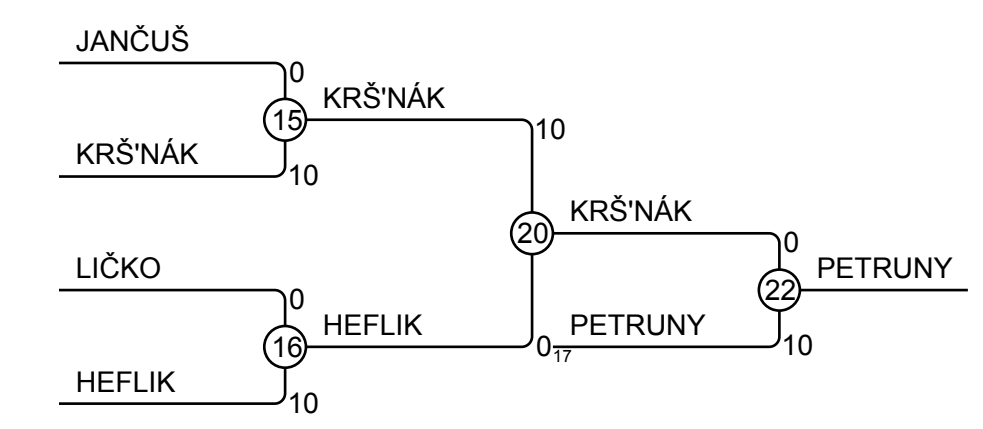 JANČUŠ
0
15
KRŠ'NÁK
10
KRŠ'NÁK
10
20
KRŠ'NÁK
0
LIČKO
0
16
HEFLIK
0
HEFLIK
10
17
PETRUNY
10
22
PETRUNY